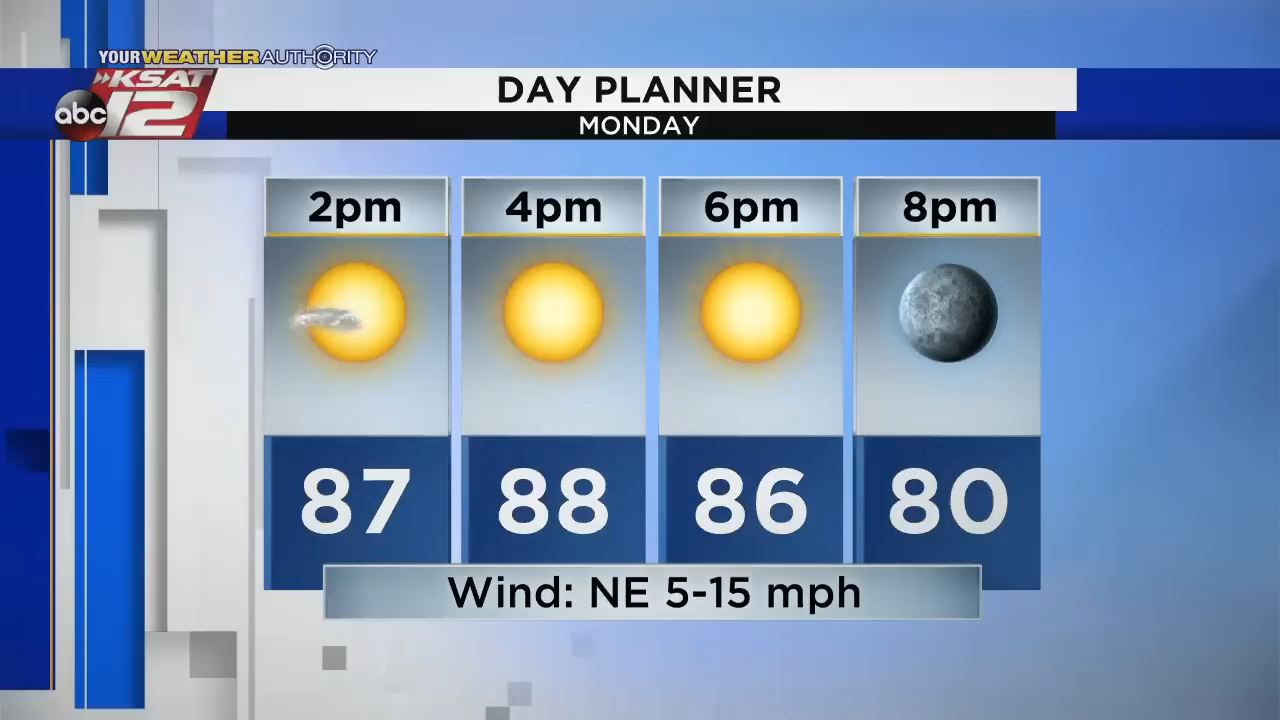 YOURWEATHERAUTHORITY
KSAT
abc 12
DAY PLANNER
MONDAY
2pm 4pm 6pm 8pm
87 88 86 80
Wind: NE 5-15 mph